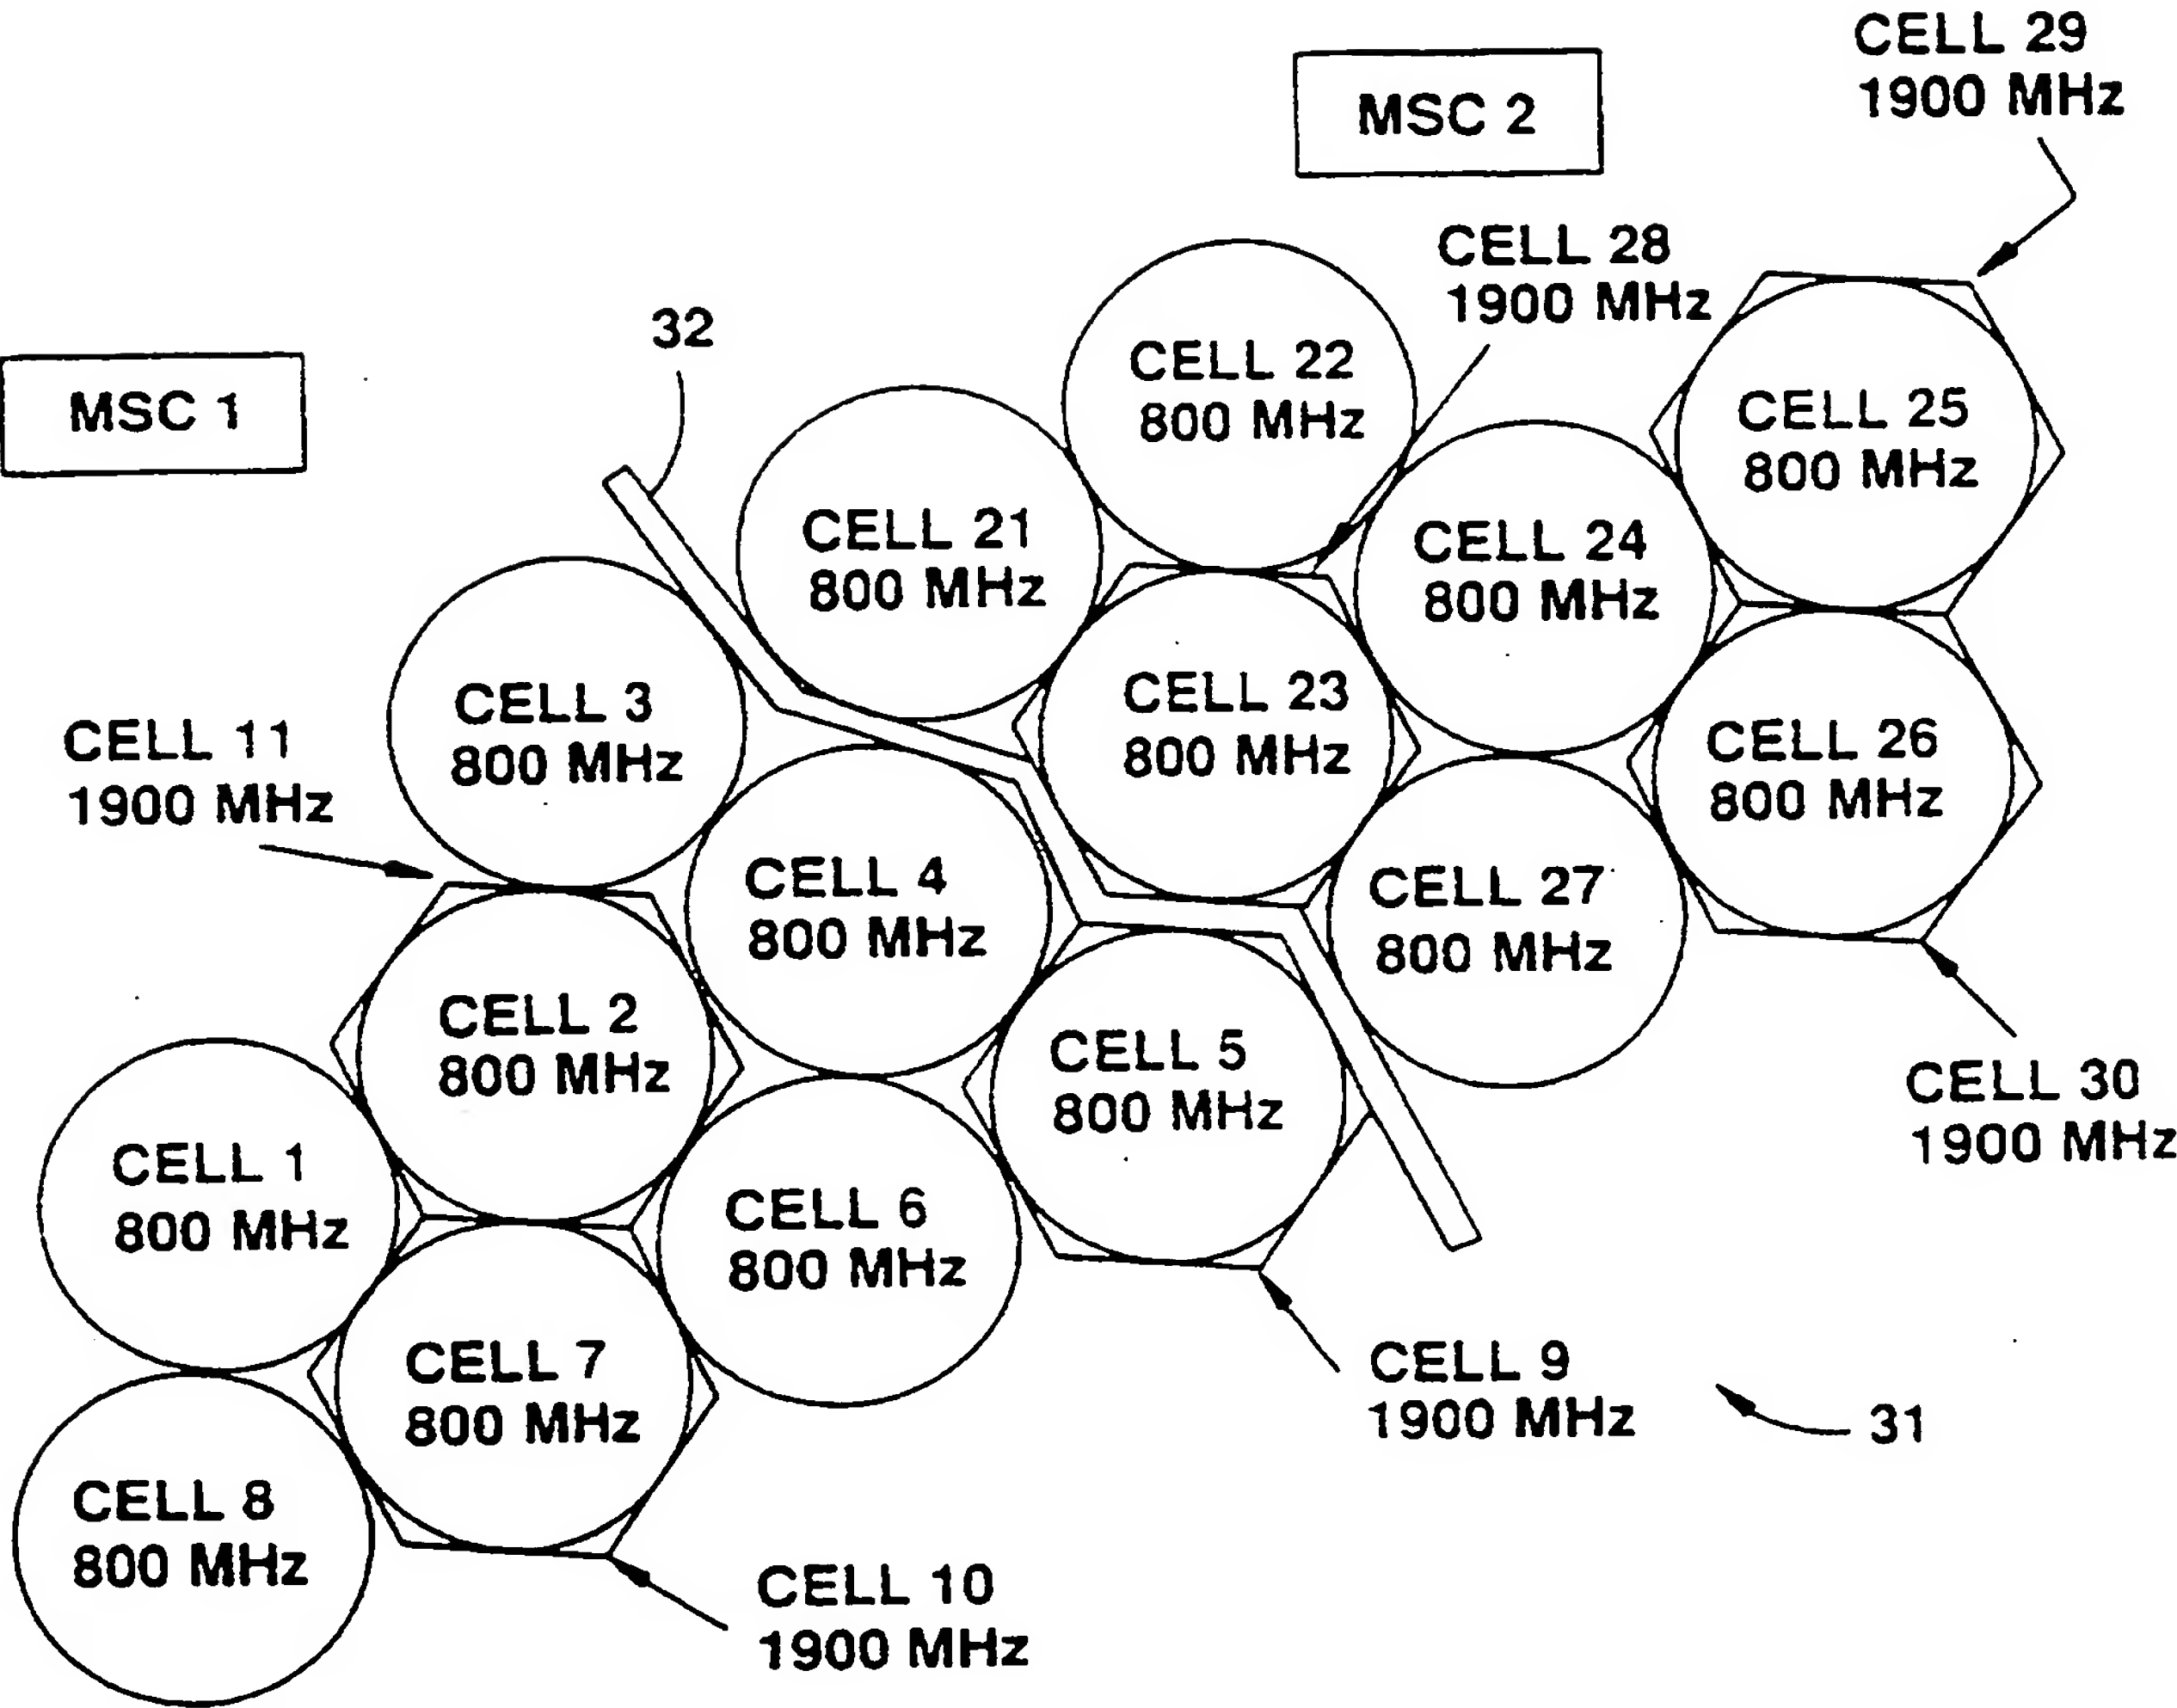 CELL 29
1900 MHz
MSC 2
CELL 28
1900 MHz
32
CELL 22
800 MHz
MSC 1
CELL 25
800 MHz
CELL 21
800 MHz
CELL 24
800 MHz
CELL 3
800 MHz
CELL 23
800 MHz
CELL 26
800 MHz
CELL 11
1900 MHz
CELL 4
800 MHz
CELL 27
800 MHz
CELL 2
800 MHz
CELL 5
800 MHz
CELL 30
1900 MHz
CELL 1
800 MHz
CELL 6
800 MHz
CELL 7
800 MHz
CELL 9
1900 MHz
31
CELL 8
800 MHz
CELL 10
1900 MHz